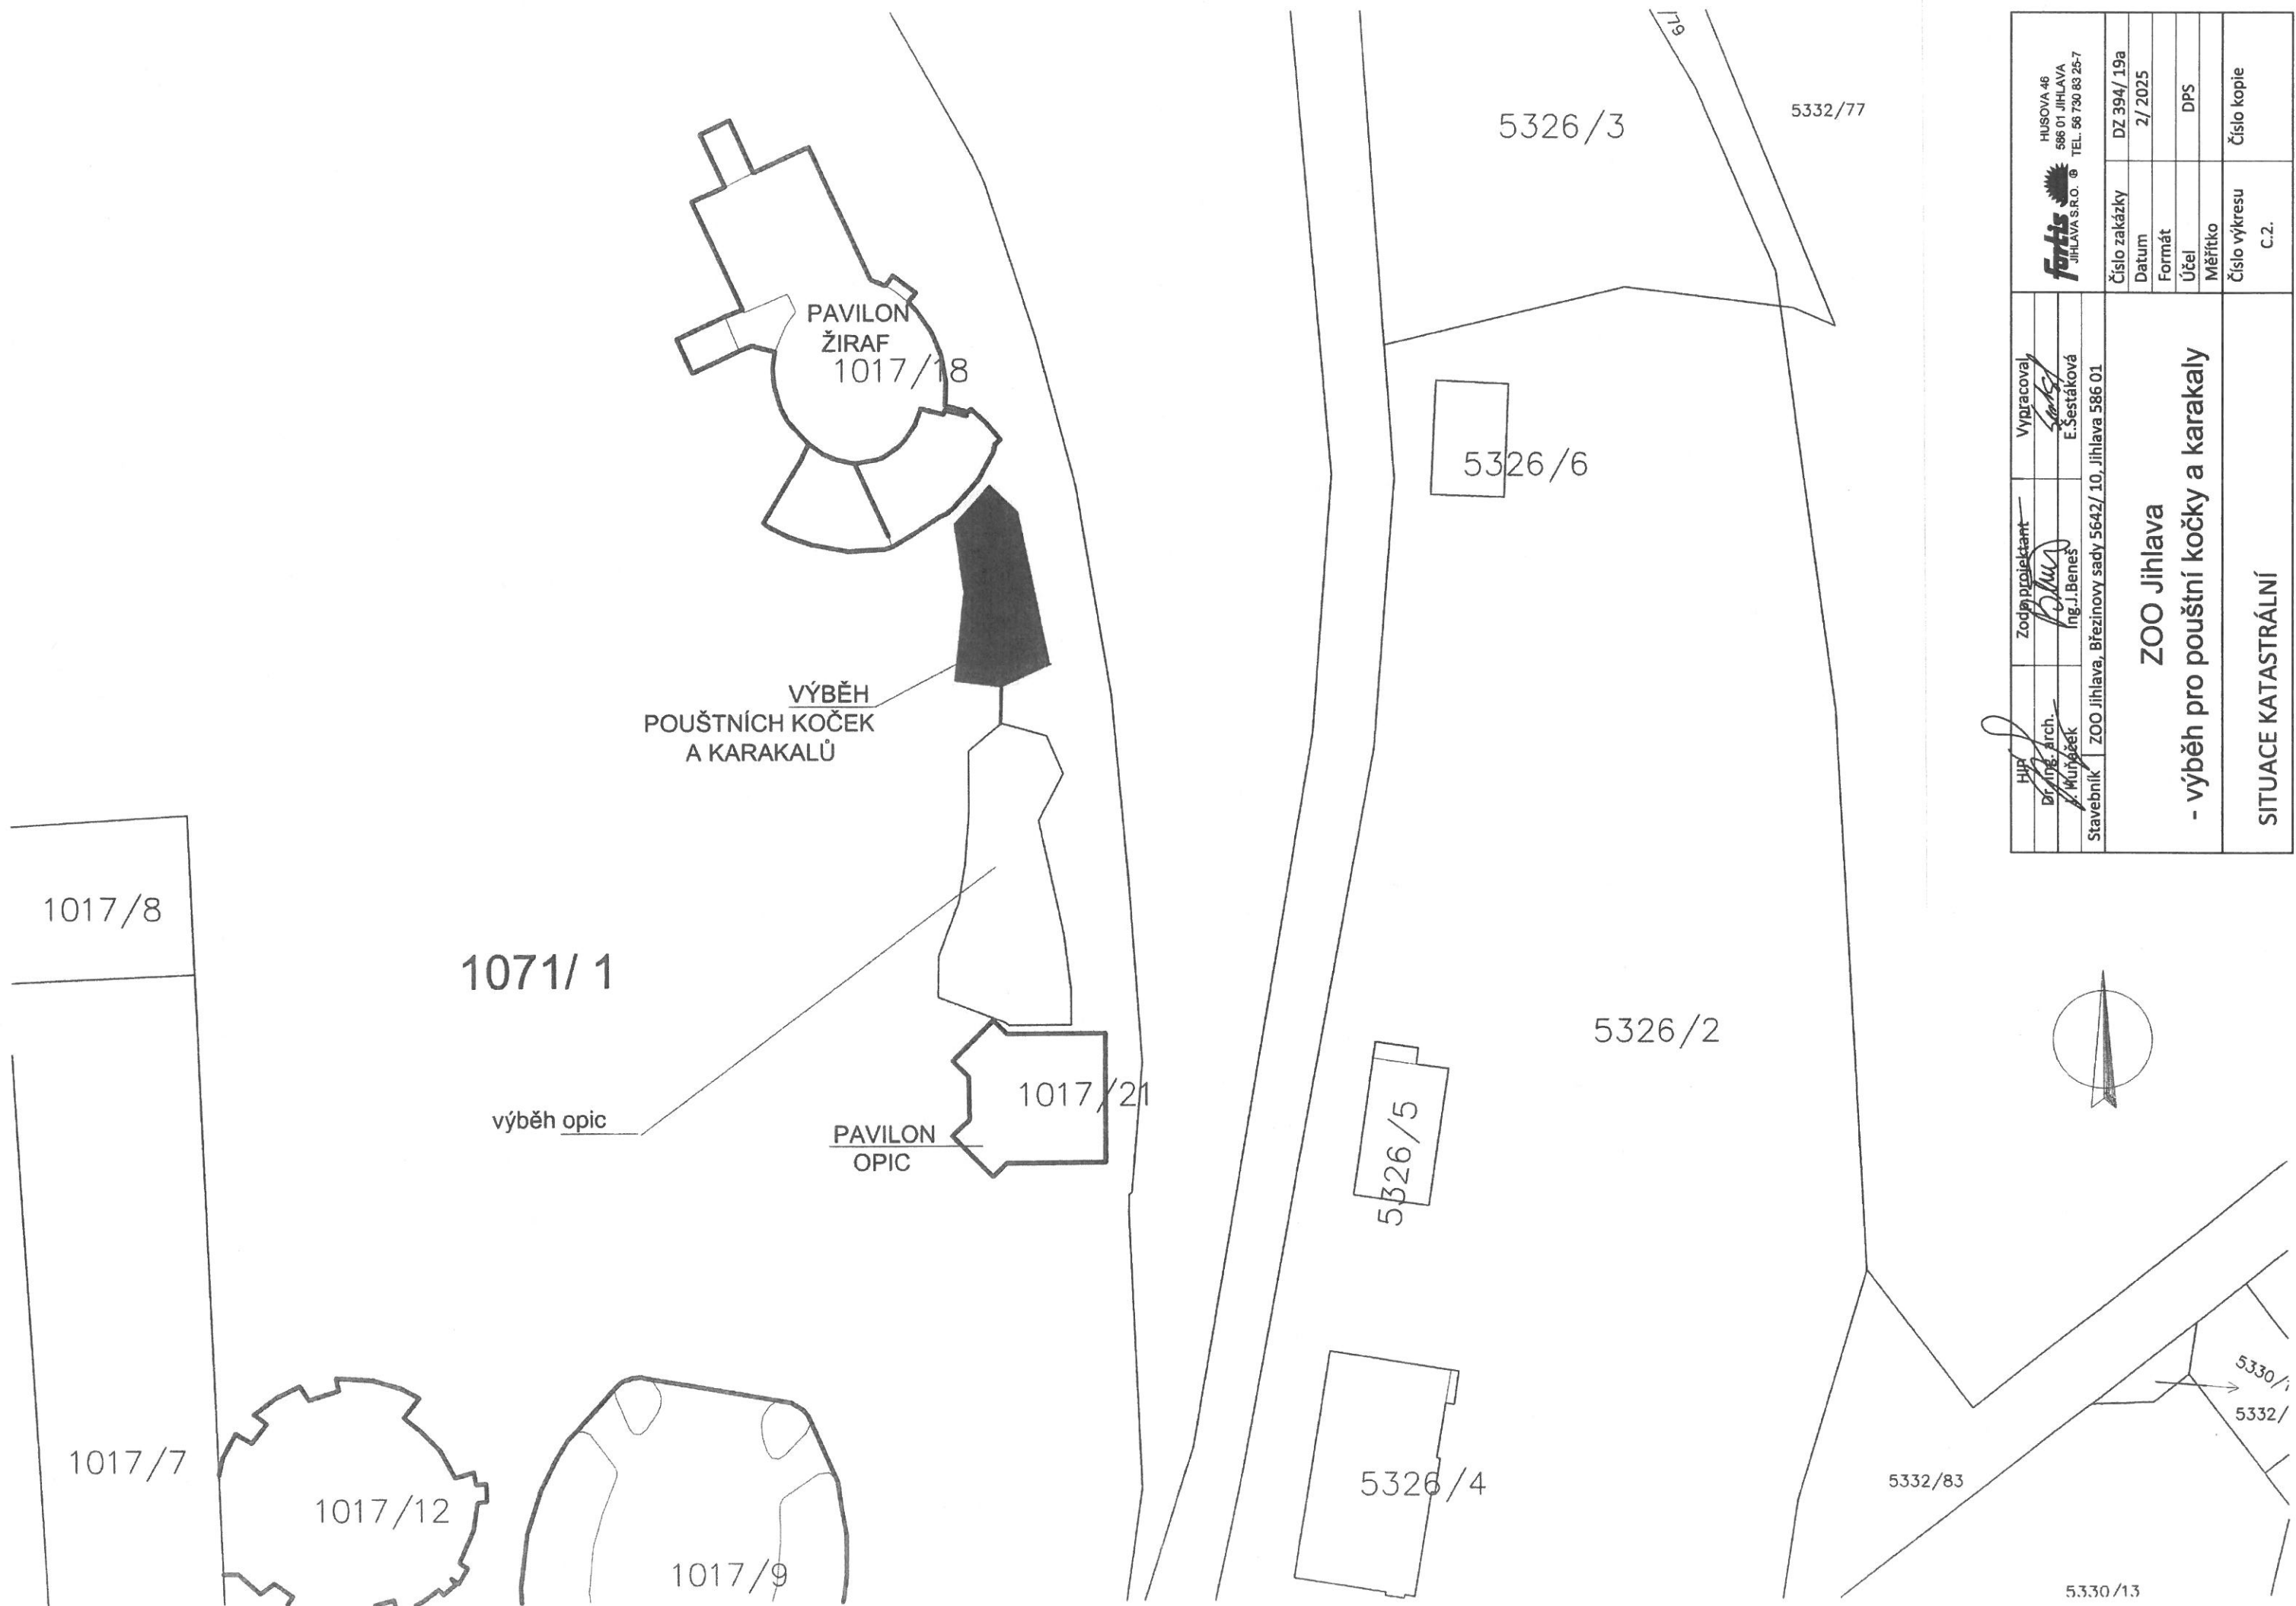 PAVILON
ŽIRAF
1017/18
VÝBĚH
POUŠTNÍCH KOČEK
A KARAKALŮ
1017/8
1071/ 1
výběh opic
PAVILON
OPIC
1017/21
1017/7
1017/12
1017/9
5326/3
5332/77
5326/6
5326/2
5326/5
5326/4
5332/83
5332/
5330/13
HIP
Zodp.projektant
Vypracoval
Dr. Ing. arch.
Ing.J.Beneš
E.Šestáková
fortis
JIHLAVA S.R.O.
HUSOVA 46
586 01 JIHLAVA
TEL. 56 730 83 25-7
Stavebník
ZOO Jihlava, Březinovy sady 5642/ 10, Jihlava 586 01
ZOO Jihlava
- výběh pro pouštní kočky a karakaly
Číslo zakázky DZ 394/ 19a
Datum 2/ 2025
Formát
Účel DPS
Měřítko
SITUACE KATASTRÁLNÍ
Číslo výkresu
C.2.
Číslo kopie